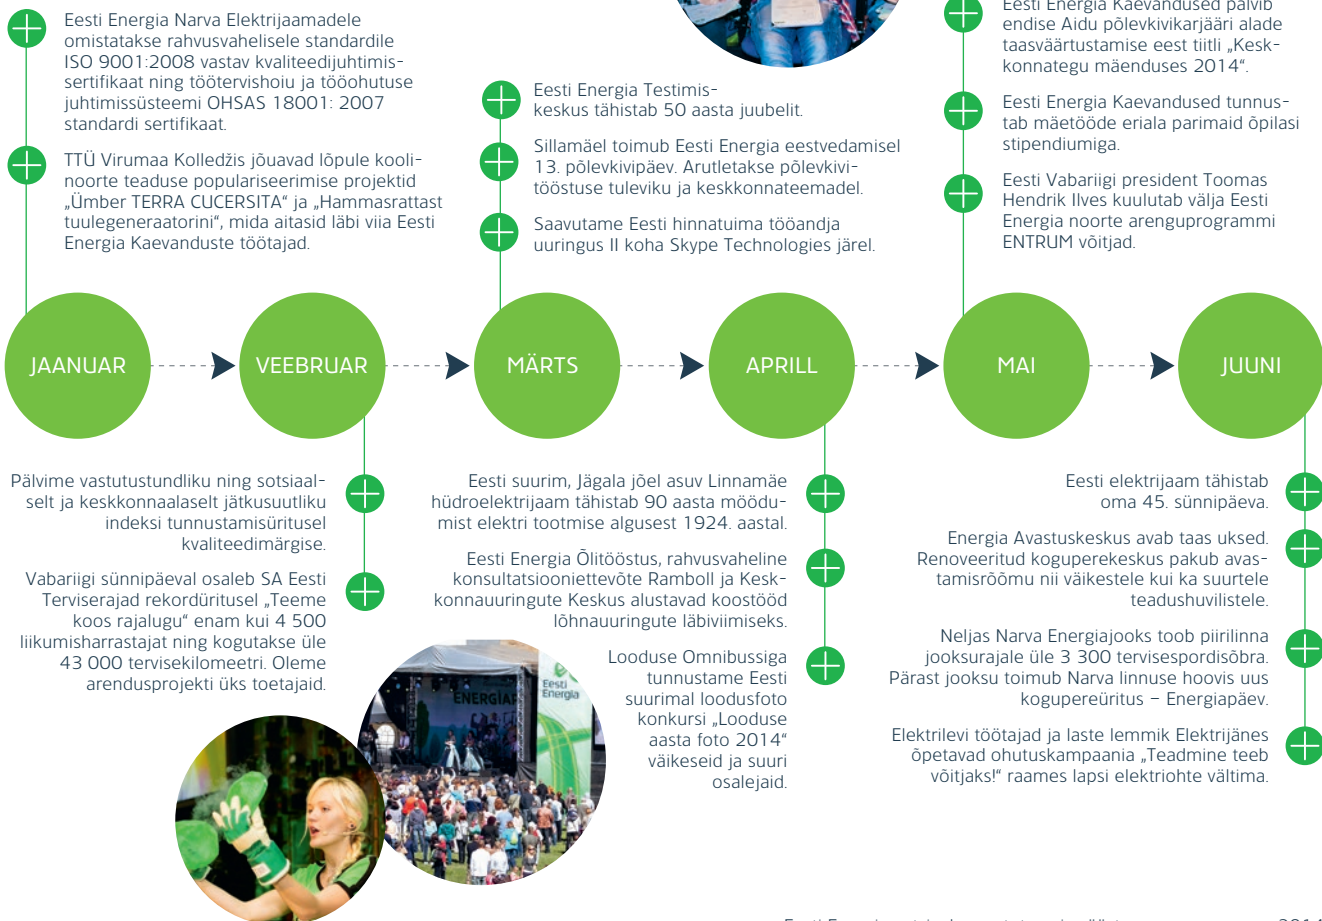 Eesti Energia Narva Elektrijaamadele
omistatakse rahvusvahelisele standardile
ISO 9001:2008 vastav kvaliteedijuhtimis-
sertifikaat ning töötervishoiu ja tööohutuse
juhtimissüsteemi OHSAS 18001: 2007
standardi sertifikaat.
TTÜ Virumaa Kolledžis jõuavad lõpule kooli-
noorte teaduse populariseerimise projektid
„Ümber TERRA CUCERSITA" ja „Hammasrattast
tuulegeneraatorini", mida aitasid läbi viia Eesti
Energia Kaevanduste töötajad.
Eesti Energia Testimis-
keskus tähistab 50 aasta juubelit.
Sillamäel toimub Eesti Energia eestvedamisel
13. põlevkivipäev. Arutletakse põlevkivi-
tööstuse tuleviku ja keskkonnateemadel.
Saavutame Eesti hinnatuima tööandja
uuringus II koha Skype Technologies järel.
Eesti Energia Kaevandused pälvib
endise Aidu põlevkivikarjääri alade
taasväärtustamise eest tiitli „Kesk-
konnategu mäenduses 2014".
Eesti Energia Kaevandused tunnus-
tab mäetööde eriala parimaid õpilasi
stipendiumiga.
Eesti Vabariigi president Toomas
Hendrik Ilves kuulutab välja Eesti
Energia noorte arenguprogrammi
ENTRUM võitjad.
JAANUAR
VEEBRUAR
MÄRTS
APRILL
MAI
JUUNI
Pälvime vastutustundliku ning sotsiaal-
selt ja keskkonnaalaselt jätkusuutliku
indeksi tunnustamisüritusel
kvaliteedimärgise.
Vabariigi sünnipäeval osaleb SA Eesti
Terviserajad rekordüritusel „Teeme
koos rajalugu" enam kui 4 500
liikumisharrastajat ning kogutakse üle
43 000 tervisekilomeetri. Oleme
arendusprojekti üks toetajaid.
Eesti suurim, Jägala jõel asuv Linnamäe
hüdroelektrijaam tähistab 90 aasta möödu-
mist elektri tootmise algusest 1924. aastal.
Eesti Energia Õlitööstus, rahvusvaheline
konsultatsiooniettevõte Ramboll ja Kesk-
konnauuringute Keskus alustavad koostööd
lõhnauuringute läbiviimiseks.
Looduse Omnibussiga
tunnustame Eesti
suurimal loodusfoto
konkursi „Looduse
aasta foto 2014"
väikeseid ja suuri
osalejaid.
Eesti elektrijaam tähistab
oma 45. sünnipäeva.
Energia Avastuskeskus avab taas uksed.
Renoveeritud koguperekeskus pakub avas-
tamisrõõmu nii väikestele kui ka suurtele
teadushuvilistele.
Neljas Narva Energiajooks toob piirilinna
jooksurajale üle 3 300 tervisespordisõbra.
Pärast jooksu toimub Narva linnuse hoovis uus
kogupereüritus – Energiapäev.
Elektrilevi töötajad ja laste lemmik Elektrijänes
õpetavad ohutuskampaania „Teadmine teeb
võitjaks!" raames lapsi elektriohte vältima.
Eesti
Energia